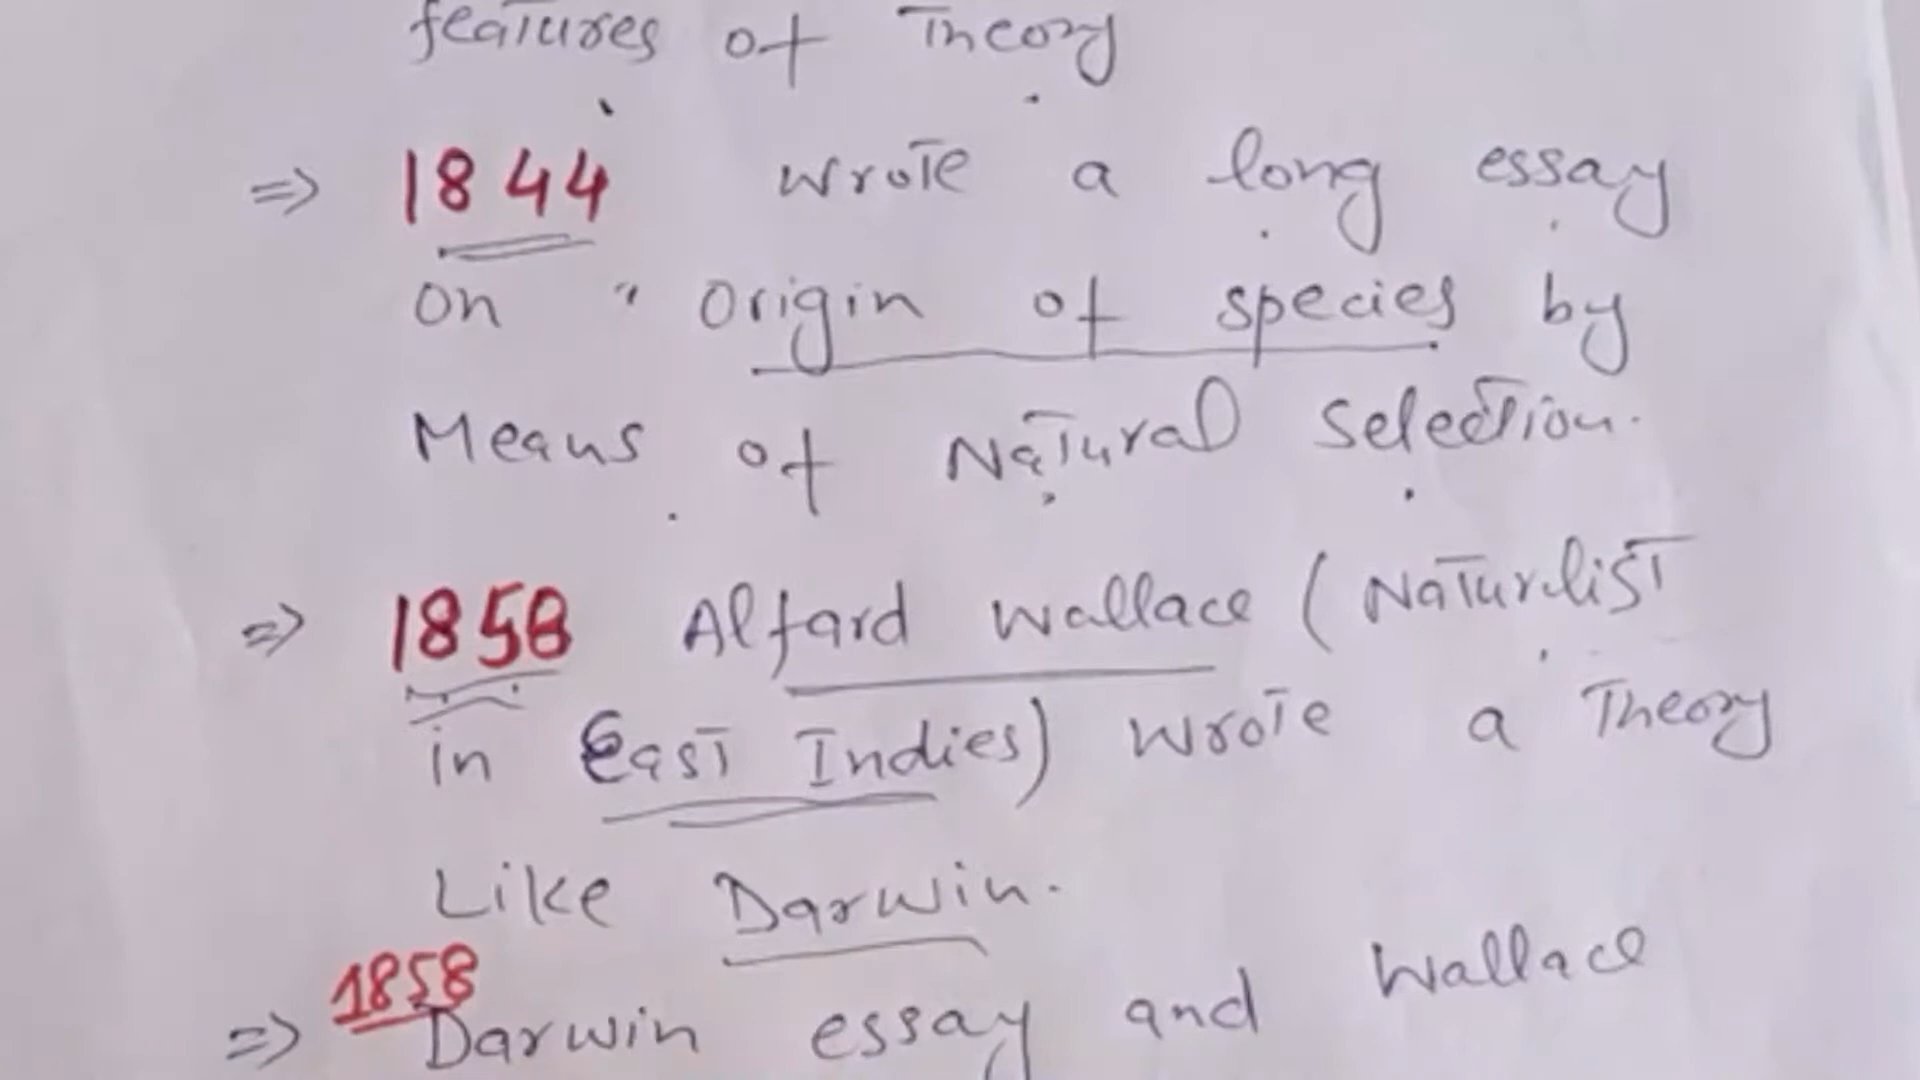 features of Theory
⇒ 1844 wrote a long essay
on " Origin of species by
Means of Natural Selection.
⇒ 1858 Alfard Wallace (Naturalist
in East Indies) wrote a Theory
Like Darwin.
1858
⇒ Darwin essay and Wallace